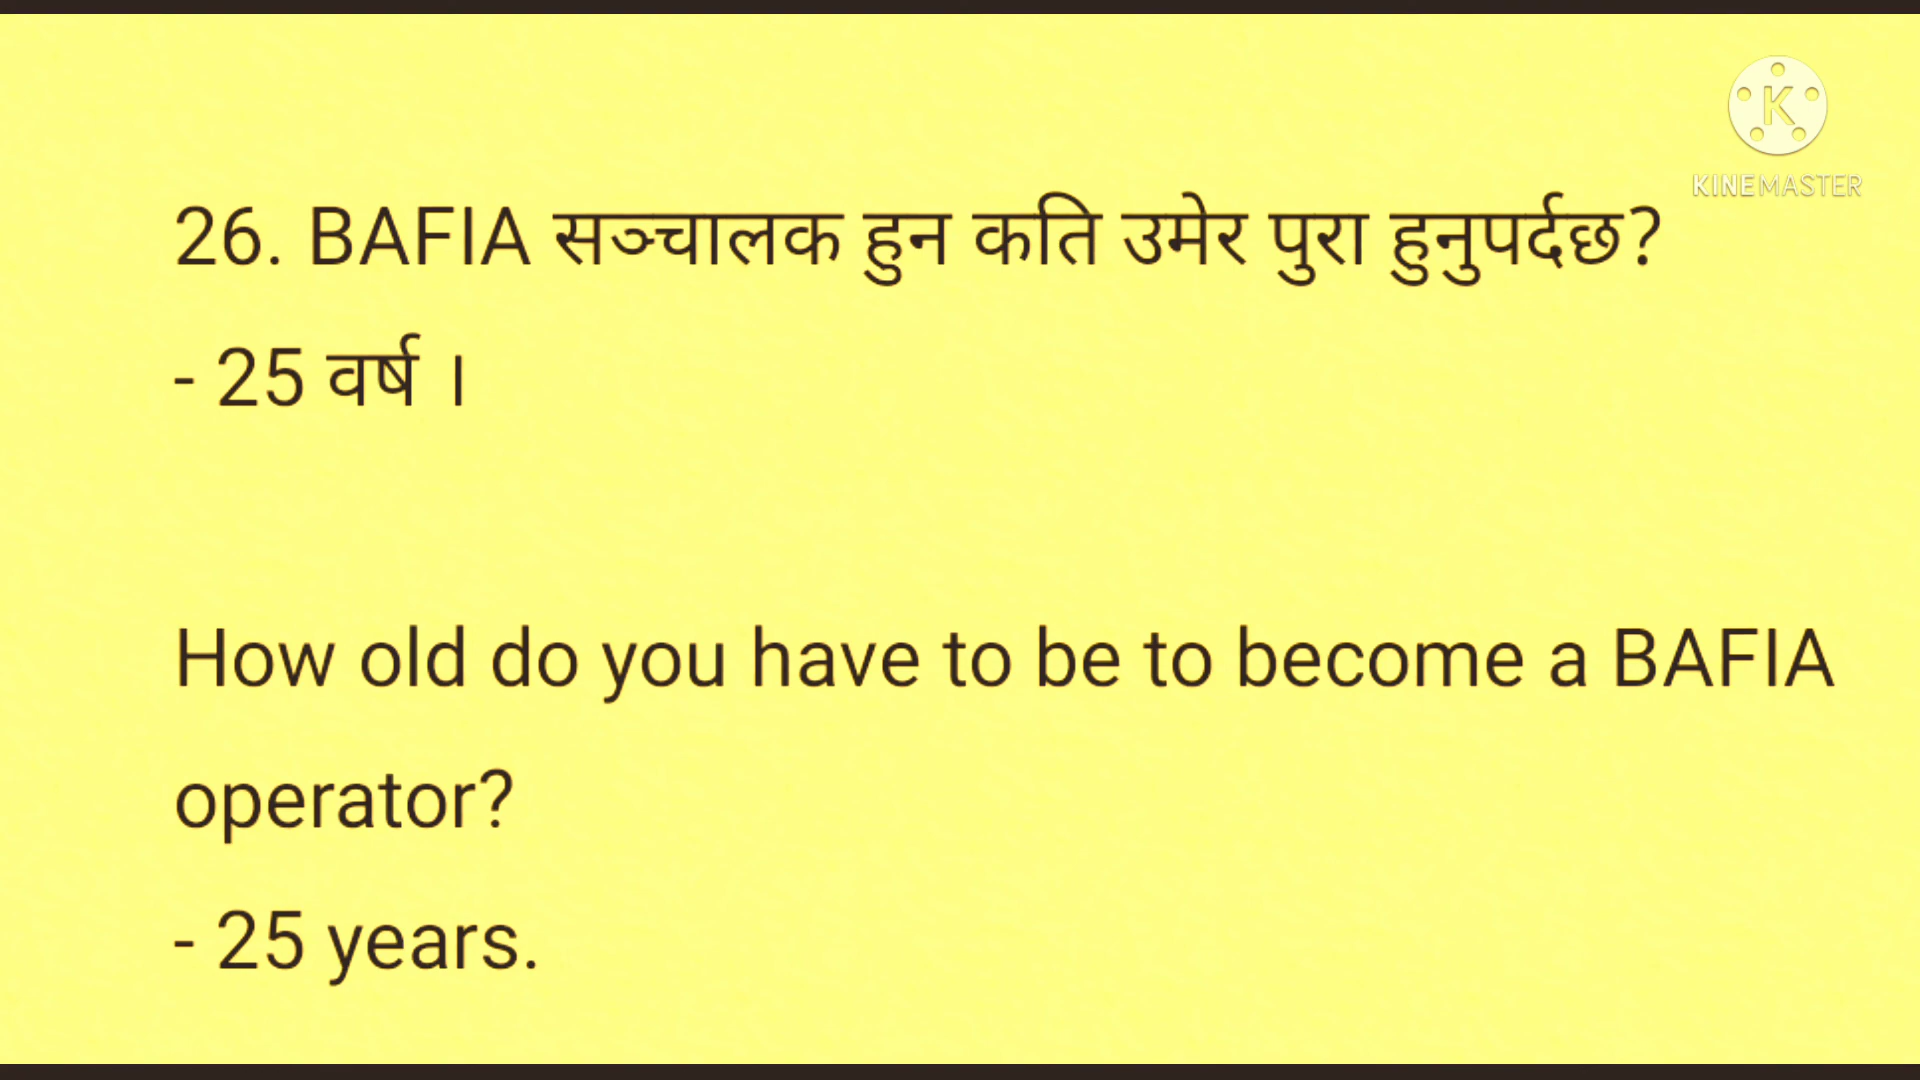 K
KINEMASTER
26. BAFIA सञ्चालक हुन कति उमेर पुरा हुनुपर्दछ?
- 25 वर्ष ।
How old do you have to be to become a BAFIA
operator?
- 25 years.